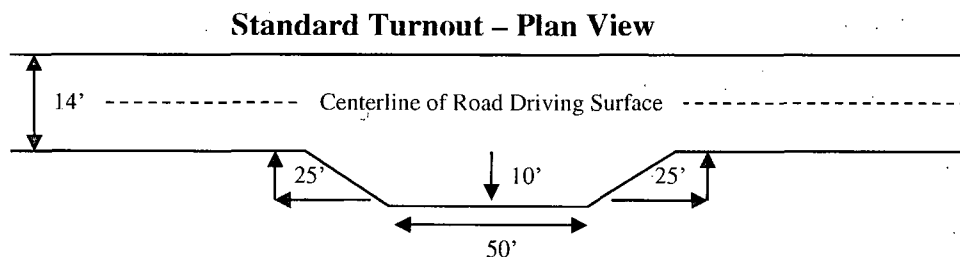 Standard Turnout – Plan View
14'
Centerline of Road Driving Surface
25'
10'
25'
50'